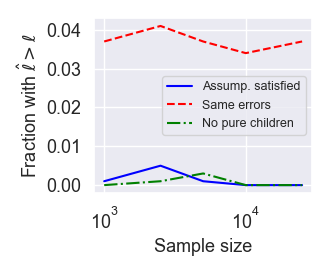 0.04
0.03
0.02
0.01
0.00
Fraction with ℓ̂ > ℓ
Assump. satisfied
Same errors
No pure children
10³ 10⁴
Sample size